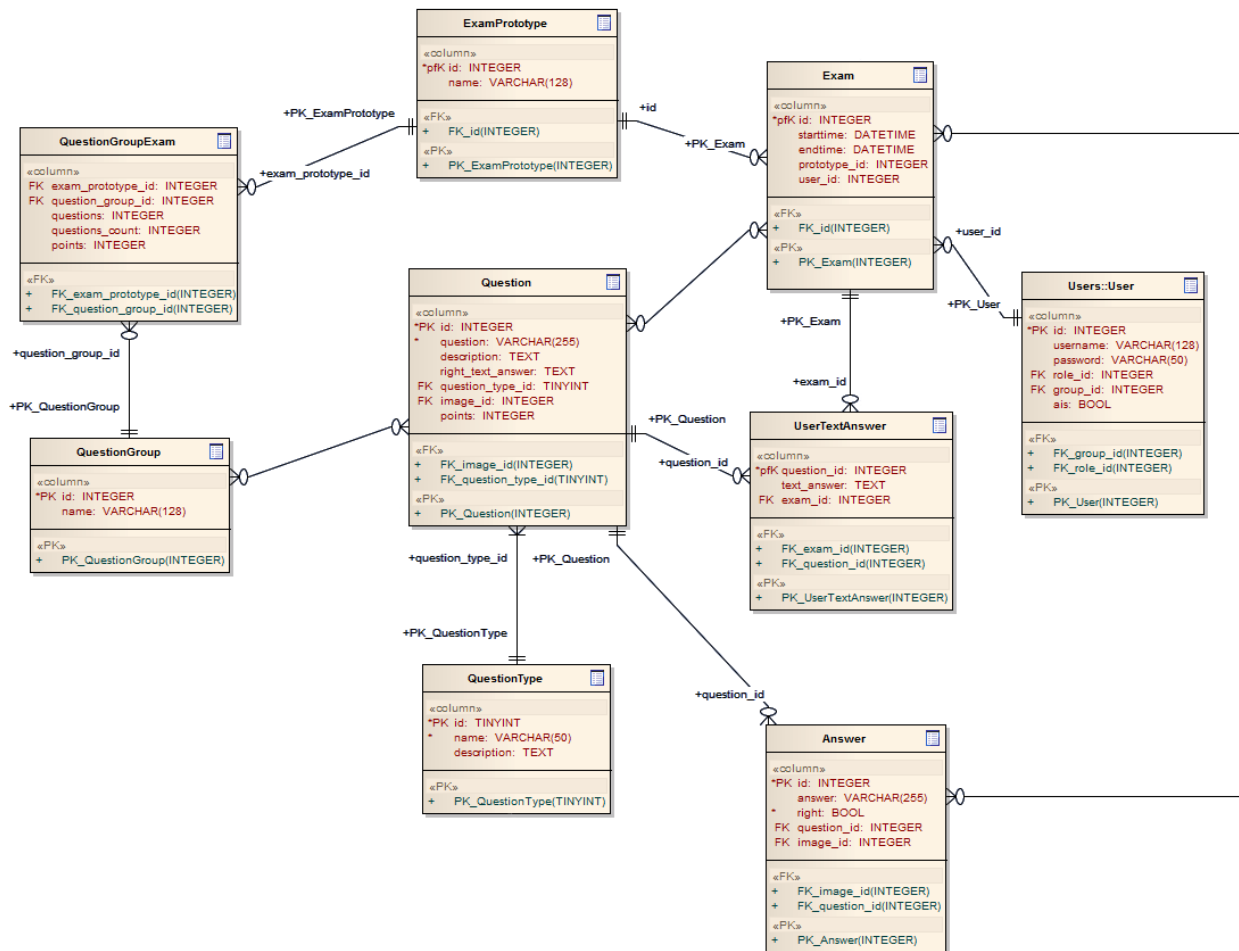 ExamPrototype
«column»
*pfK id: INTEGER
name: VARCHAR(128)
«FK»
+ FK_id(INTEGER)
«PK»
+ PK_ExamPrototype(INTEGER)
+PK_ExamPrototype
+exam_prototype_id
+id
+PK_Exam
Exam
«column»
*pfK id: INTEGER
starttime: DATETIME
endtime: DATETIME
prototype_id: INTEGER
user_id: INTEGER
«FK»
+ FK_id(INTEGER)
«PK»
+ PK_Exam(INTEGER)
QuestionGroupExam
«column»
FK exam_prototype_id: INTEGER
FK question_group_id: INTEGER
questions: INTEGER
questions_count: INTEGER
points: INTEGER
«FK»
+ FK_exam_prototype_id(INTEGER)
+ FK_question_group_id(INTEGER)
+question_group_id
+PK_QuestionGroup
+user_id
+PK_User
Users::User
«column»
*PK id: INTEGER
username: VARCHAR(128)
password: VARCHAR(50)
FK role_id: INTEGER
FK group_id: INTEGER
ais: BOOL
«FK»
+ FK_group_id(INTEGER)
+ FK_role_id(INTEGER)
«PK»
+ PK_User(INTEGER)
Question
«column»
*PK id: INTEGER
* question: VARCHAR(255)
description: TEXT
right_text_answer: TEXT
FK question_type_id: TINYINT
FK image_id: INTEGER
points: INTEGER
«FK»
+ FK_image_id(INTEGER)
+ FK_question_type_id(TINYINT)
«PK»
+ PK_Question(INTEGER)
+PK_Exam
+exam_id
+PK_Question
+question_id
UserTextAnswer
«column»
*pfK question_id: INTEGER
text_answer: TEXT
FK exam_id: INTEGER
«FK»
+ FK_exam_id(INTEGER)
+ FK_question_id(INTEGER)
«PK»
+ PK_UserTextAnswer(INTEGER)
QuestionGroup
«column»
*PK id: INTEGER
name: VARCHAR(128)
«PK»
+ PK_QuestionGroup(INTEGER)
+question_type_id
+PK_Question
+PK_QuestionType
+question_id
QuestionType
«column»
*PK id: TINYINT
* name: VARCHAR(50)
description: TEXT
«PK»
+ PK_QuestionType(TINYINT)
Answer
«column»
*PK id: INTEGER
answer: VARCHAR(255)
* right: BOOL
FK question_id: INTEGER
FK image_id: INTEGER
«FK»
+ FK_image_id(INTEGER)
+ FK_question_id(INTEGER)
«PK»
+ PK_Answer(INTEGER)